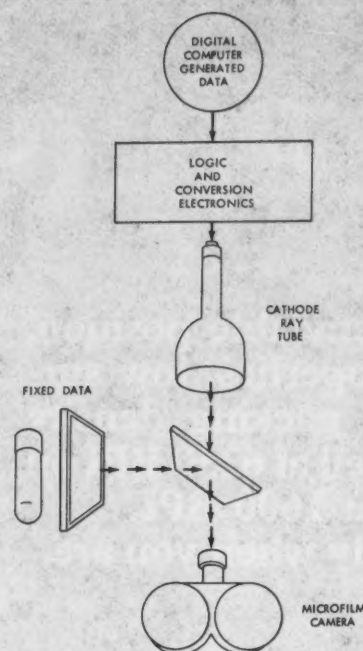 DIGITAL
COMPUTER
GENERATED
DATA
LOGIC
AND
CONVERSION
ELECTRONICS
CATHODE
RAY
TUBE
FIXED DATA
MICROFILM
CAMERA